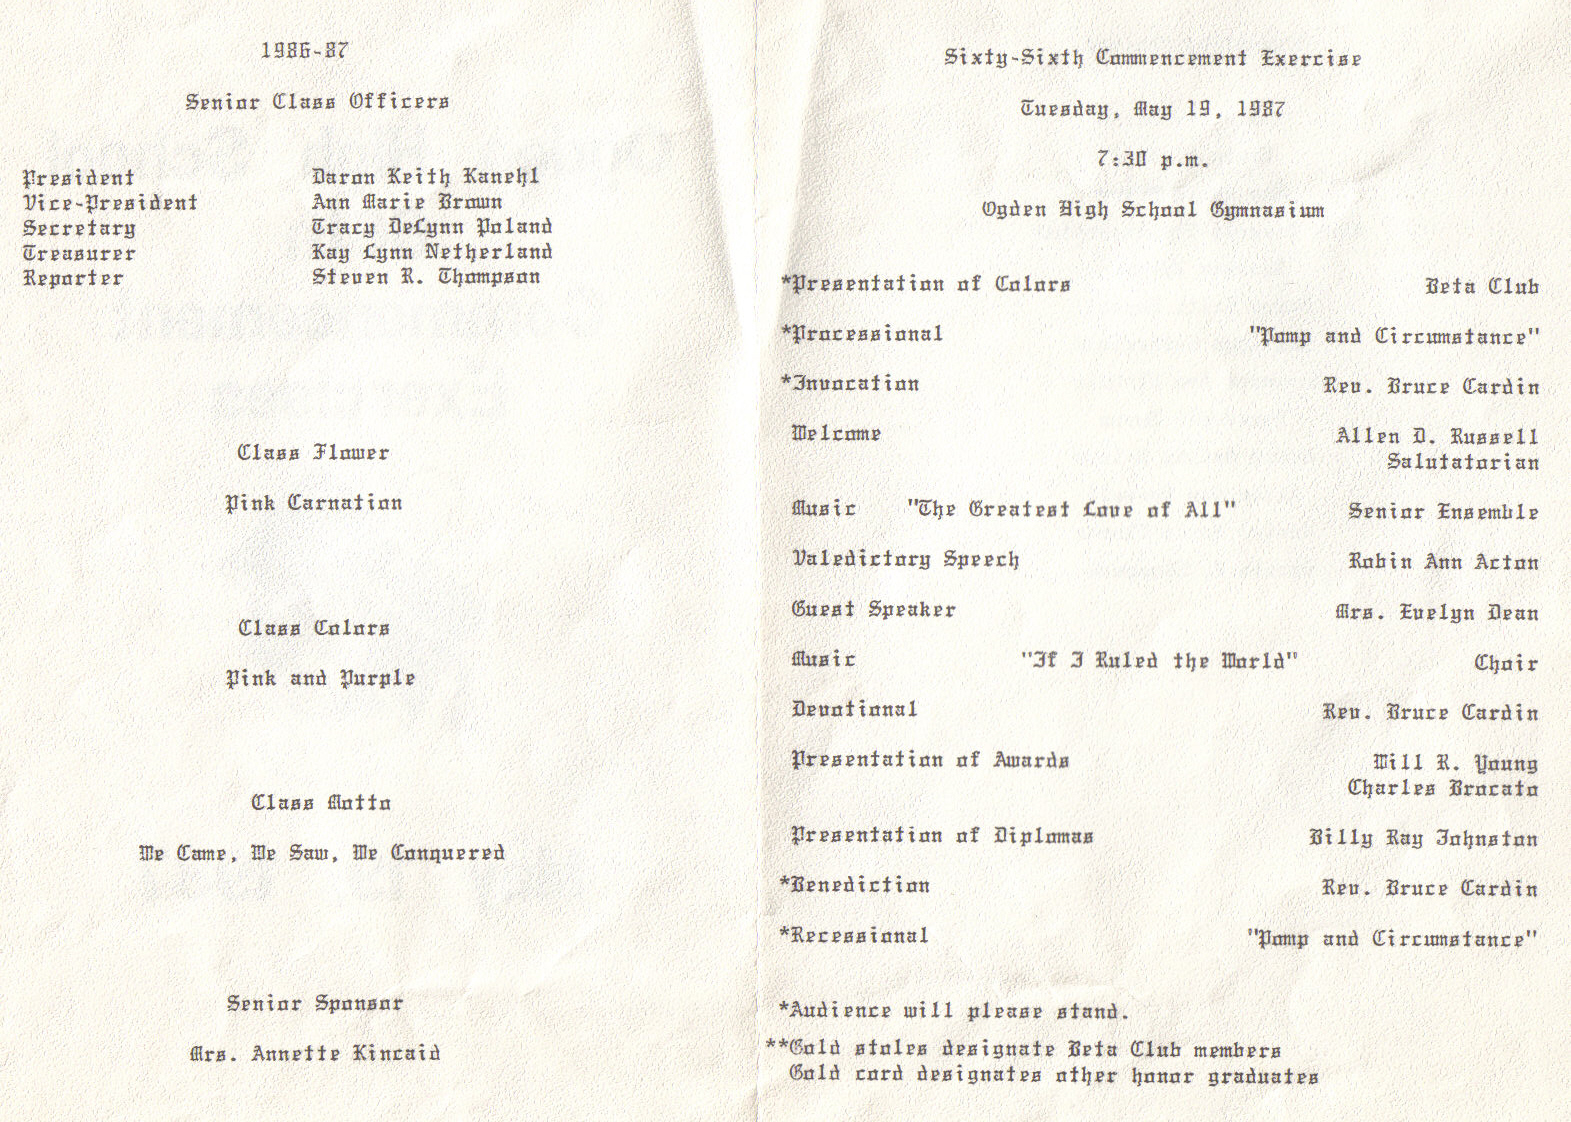 1986-87
Senior Class Officers
President Daron Keith Kanehl
Vice-President Ann Marie Brown
Secretary Tracy DeLynn Poland
Treasurer Kay Lynn Netherland
Reporter Steven R. Thompson
Class Flower
Pink Carnation
Class Colors
Pink and Purple
Class Motto
We Came, We Saw, We Conquered
Senior Sponsor
Mrs. Annette Kincaid
Sixty-Sixth Commencement Exercise
Tuesday, May 19, 1987
7:30 p.m.
Ogden High School Gymnasium
*Presentation of Colors Beta Club
*Processional "Pomp and Circumstance"
*Invocation Rev. Bruce Cardin
Welcome Allen D. Russell
Salutatorian
Music "The Greatest Love of All" Senior Ensemble
Valedictory Speech Robin Ann Acton
Guest Speaker Mrs. Evelyn Dean
Music "If I Ruled the World" Choir
Devotional Rev. Bruce Cardin
Presentation of Awards Will R. Young
Charles Brocato
Presentation of Diplomas Billy Ray Johnston
*Benediction Rev. Bruce Cardin
*Recessional "Pomp and Circumstance"
*Audience will please stand.
**Gold stoles designate Beta Club members
Gold cord designates other honor graduates